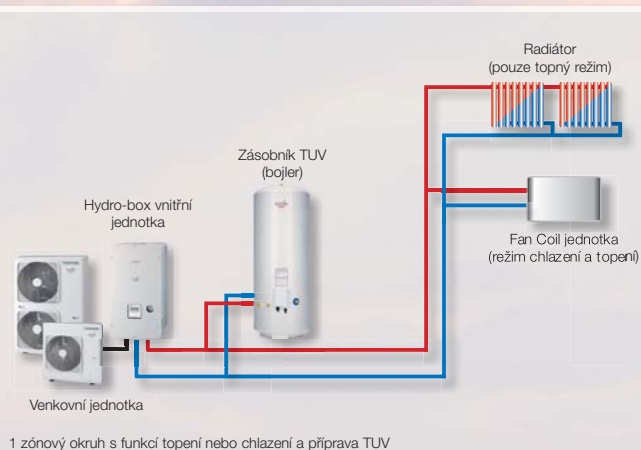 Radiátor
(pouze topný režim)
Zásobník TUV
(bojler)
Hydro-box vnitřní
jednotka
Fan Coil jednotka
(režim chlazení a topení)
Venkovní jednotka
1 zónový okruh s funkcí topení nebo chlazení a příprava TUV